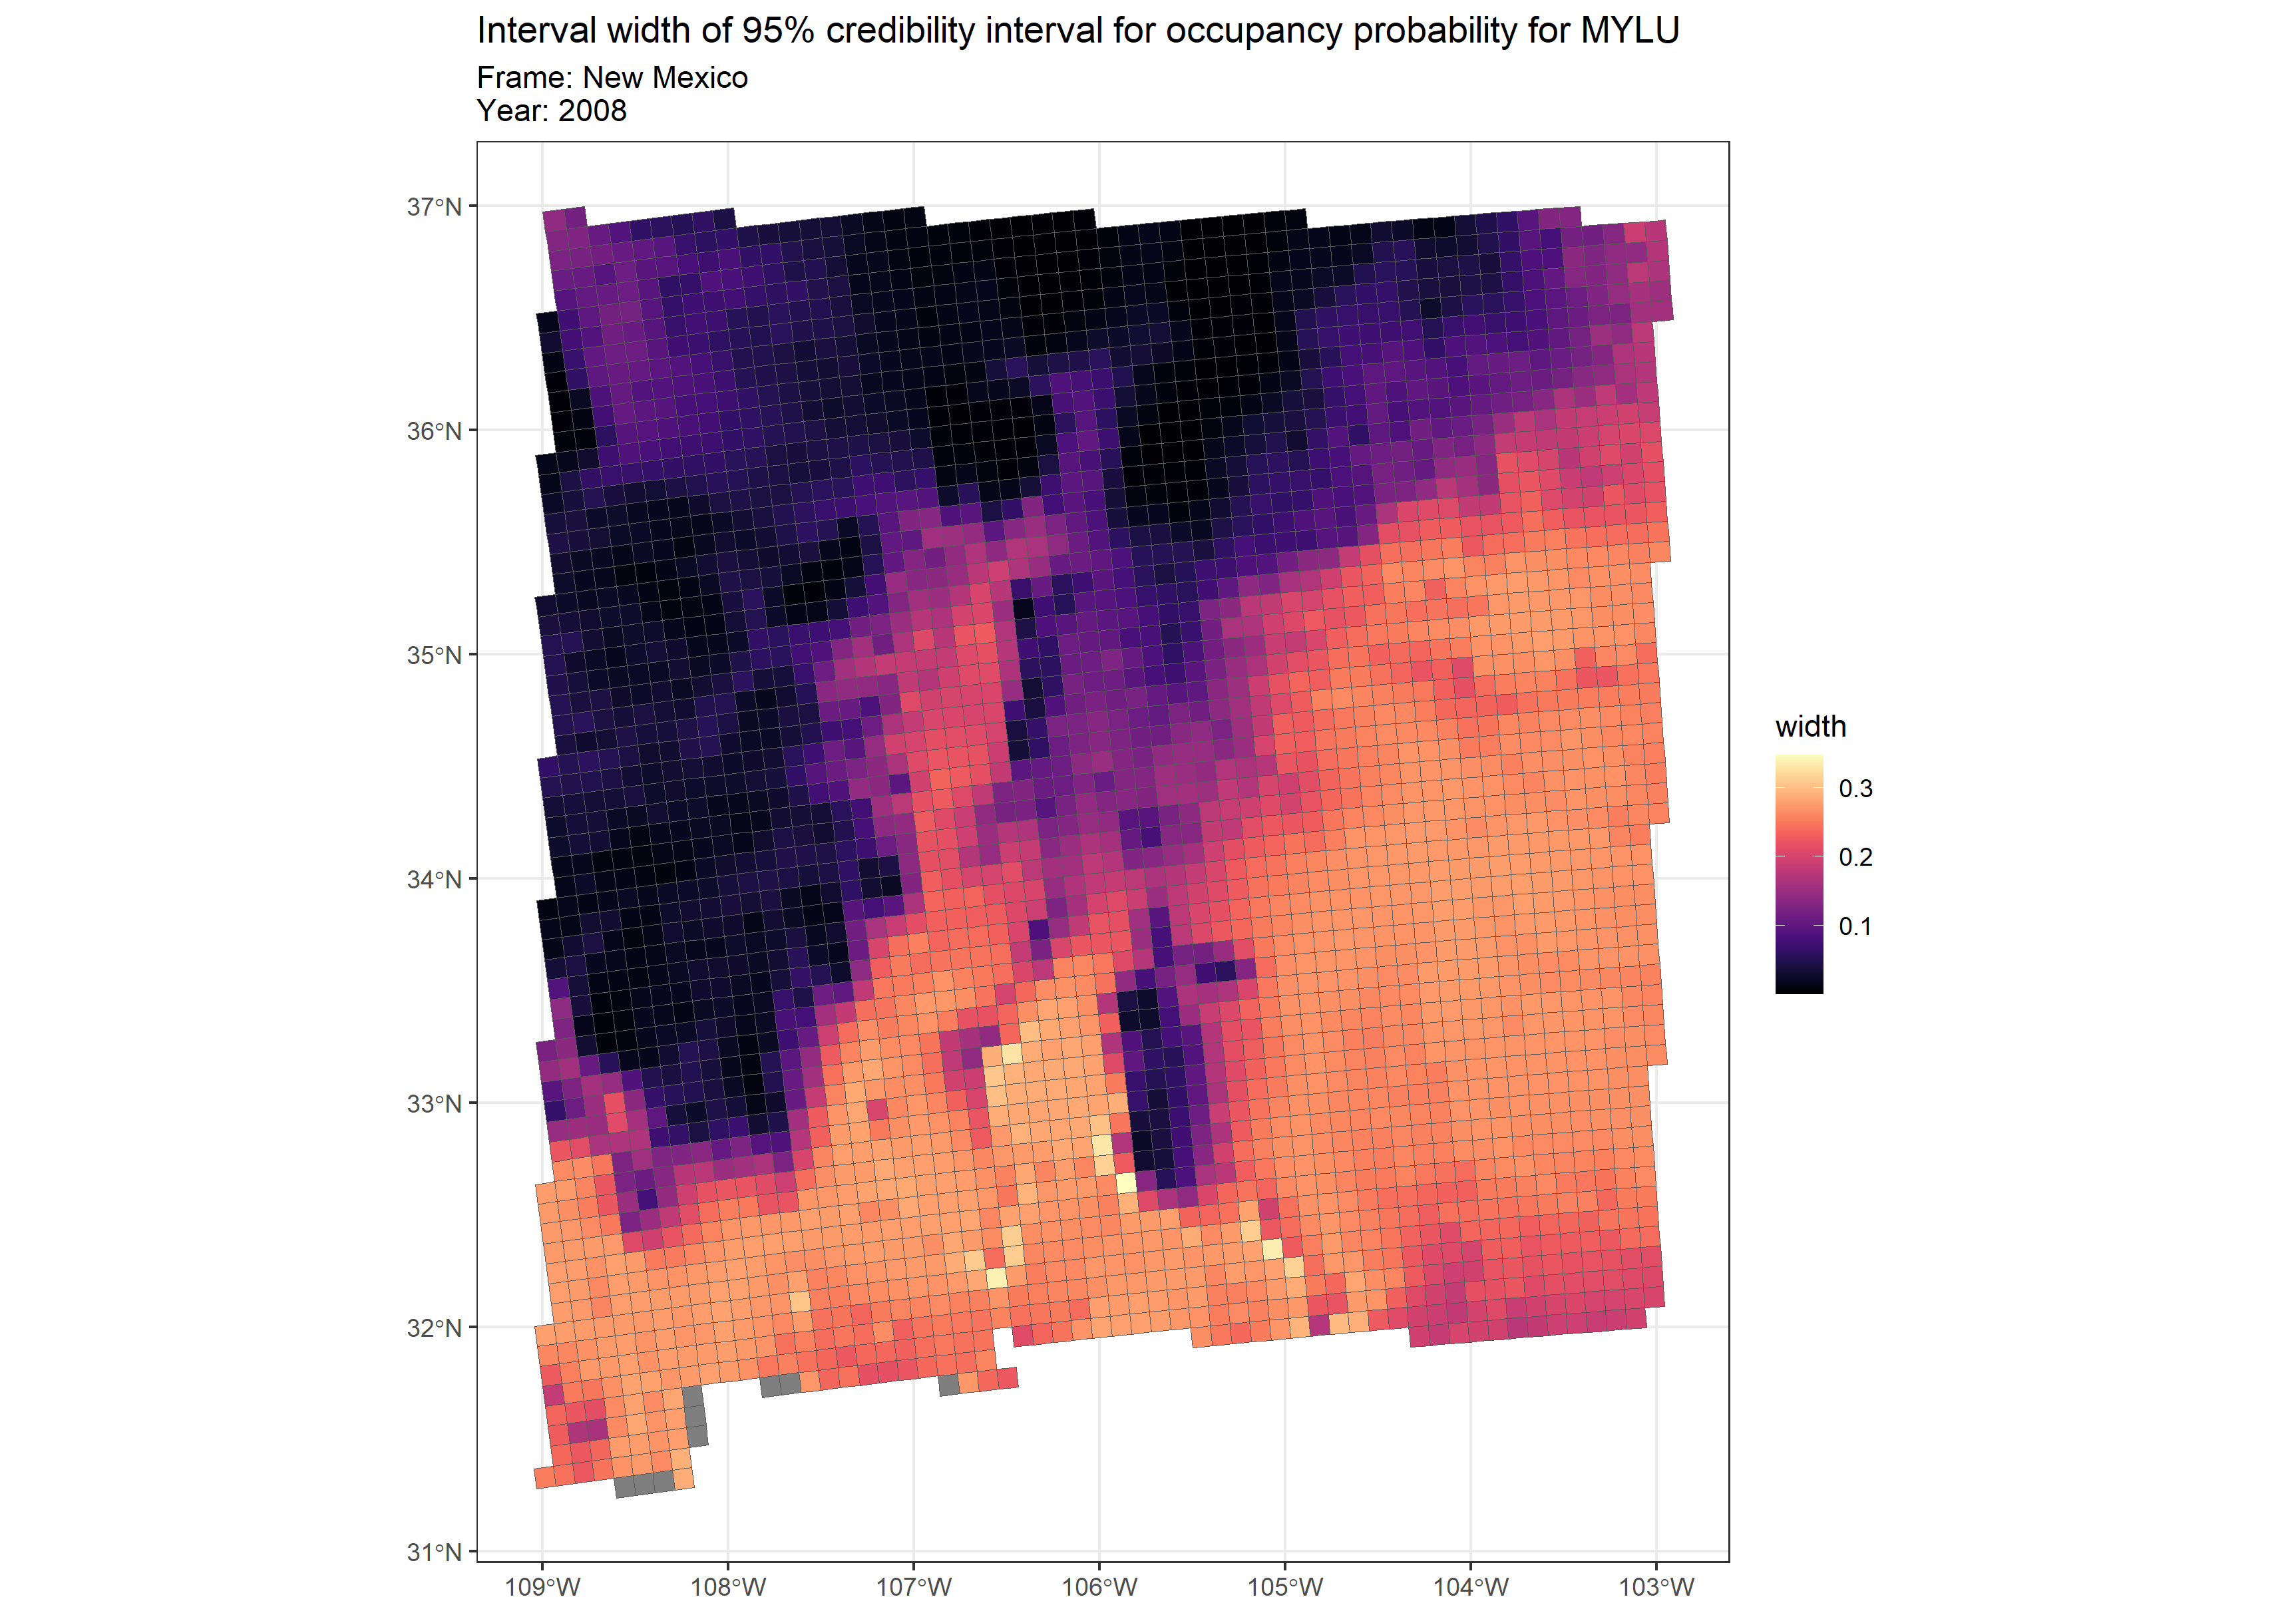 Interval width of 95% credibility interval for occupancy probability for MYLU
Frame: New Mexico
Year: 2008
37°N
36°N
35°N
34°N
33°N
32°N
31°N
109°W
108°W
107°W
106°W
105°W
104°W
103°W
width
0.3
0.2
0.1